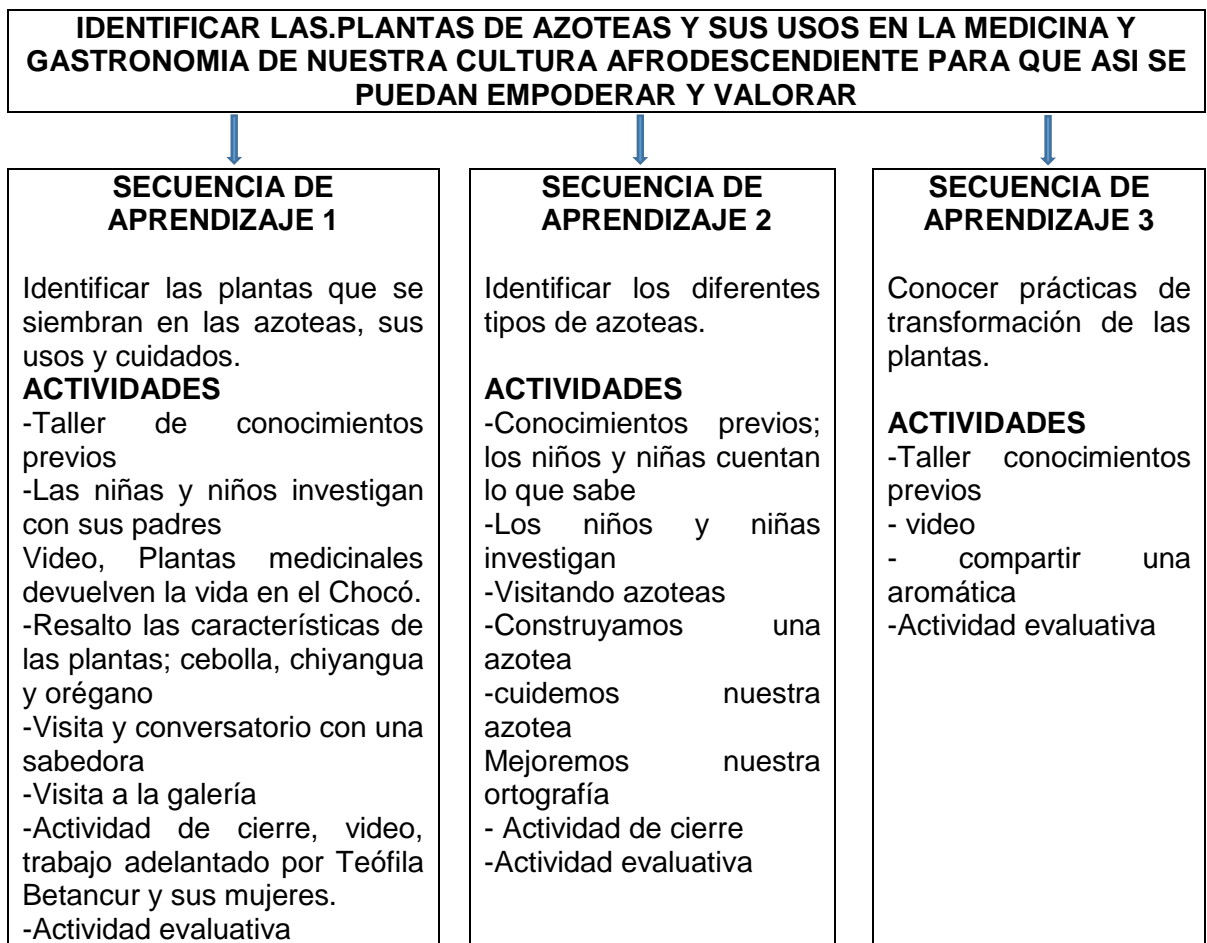 IDENTIFICAR LAS.PLANTAS DE AZOTEAS Y SUS USOS EN LA MEDICINA Y
GASTRONOMIA DE NUESTRA CULTURA AFRODESCENDIENTE PARA QUE ASI SE
PUEDAN EMPODERAR Y VALORAR
SECUENCIA DE
APRENDIZAJE 1
Identificar las plantas que se
siembran en las azoteas, sus
usos y cuidados.
ACTIVIDADES
-Taller de conocimientos
previos
-Las niñas y niños investigan
con sus padres
Video, Plantas medicinales
devuelven la vida en el Chocó.
-Resalto las características de
las plantas; cebolla, chiyangua
y orégano
-Visita y conversatorio con una
sabedora
-Visita a la galería
-Actividad de cierre, video,
trabajo adelantado por Teófila
Betancur y sus mujeres.
-Actividad evaluativa
SECUENCIA DE
APRENDIZAJE 2
Identificar los diferentes
tipos de azoteas.
ACTIVIDADES
-Conocimientos previos;
los niños y niñas cuentan
lo que sabe
-Los niños y niñas
investigan
-Visitando azoteas
-Construyamos una
azotea
-cuidemos nuestra
azotea
Mejoremos nuestra
ortografía
- Actividad de cierre
-Actividad evaluativa
SECUENCIA DE
APRENDIZAJE 3
Conocer prácticas de
transformación de las
plantas.
ACTIVIDADES
-Taller conocimientos
previos
- video
- compartir una
aromática
-Actividad evaluativa